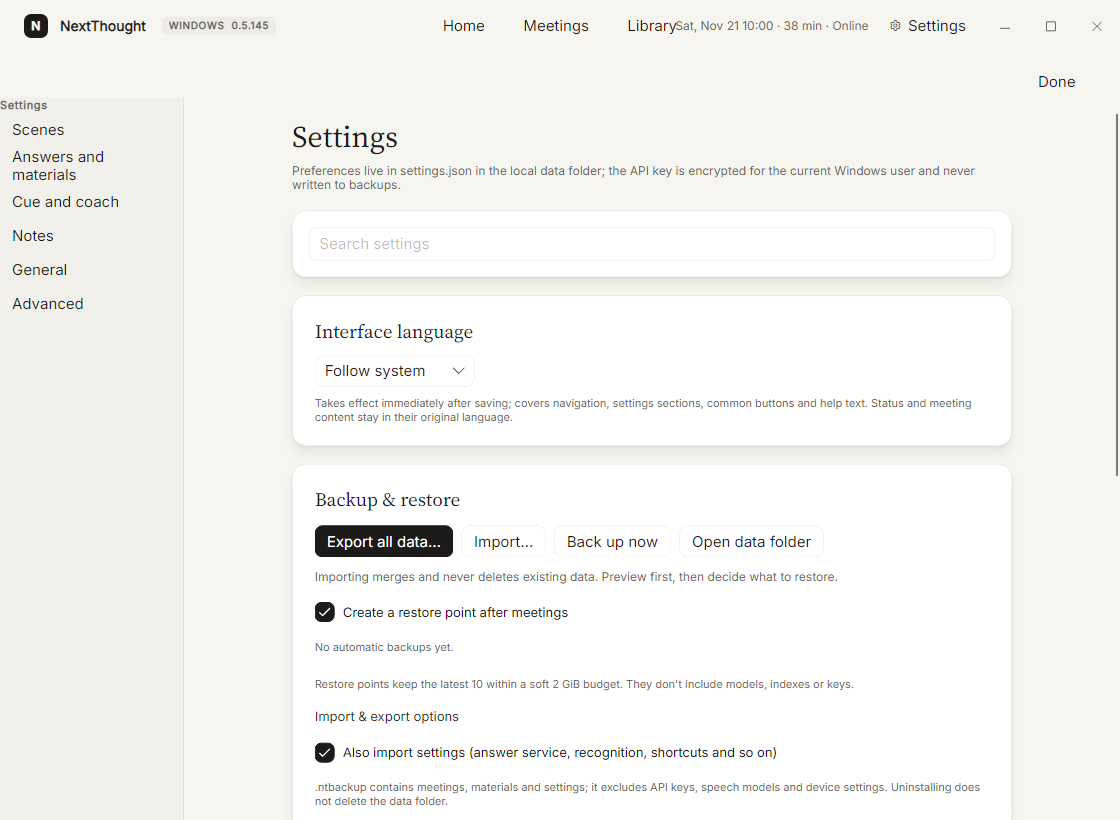 N NextThought WINDOWS 0.5.145 Home Meetings Library Sat, Nov 21 10:00 · 38 min · Online Settings
Done
Settings
Scenes
Answers and
materials
Cue and coach
Notes
General
Advanced
Settings
Preferences live in settings.json in the local data folder; the API key is encrypted for the current Windows user and never
written to backups.
Search settings
Interface language
Follow system
Takes effect immediately after saving; covers navigation, settings sections, common buttons and help text. Status and meeting
content stay in their original language.
Backup & restore
Export all data... Import... Back up now Open data folder
Importing merges and never deletes existing data. Preview first, then decide what to restore.
Create a restore point after meetings
No automatic backups yet.
Restore points keep the latest 10 within a soft 2 GiB budget. They don't include models, indexes or keys.
Import & export options
Also import settings (answer service, recognition, shortcuts and so on)
.ntbackup contains meetings, materials and settings; it excludes API keys, speech models and device settings. Uninstalling does
not delete the data folder.